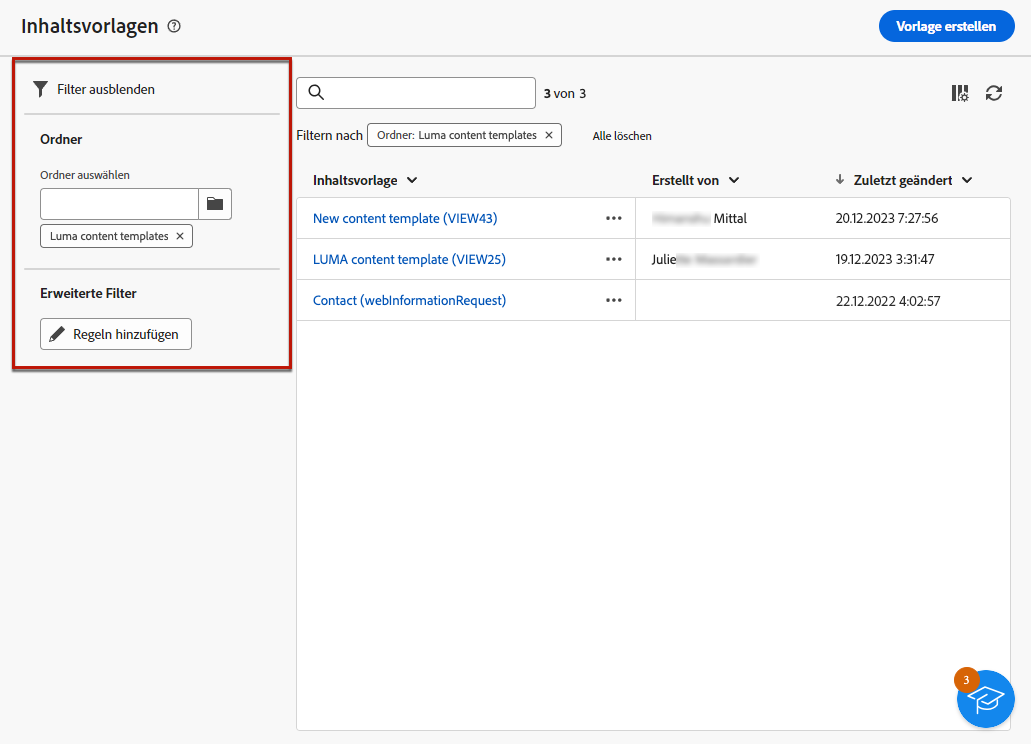 Inhaltsvorlagen
Vorlage erstellen
Filter ausblenden
Ordner
Ordner auswählen
Luma content templates
Erweiterte Filter
Regeln hinzufügen
3 von 3
Filtern nach Ordner: Luma content templates Alle löschen
Inhaltsvorlage Erstellt von Zuletzt geändert
New content template (VIEW43) Mittal 20.12.2023 7:27:56
LUMA content template (VIEW25) Julie 19.12.2023 3:31:47
Contact (webInformationRequest) 22.12.2022 4:02:57
3